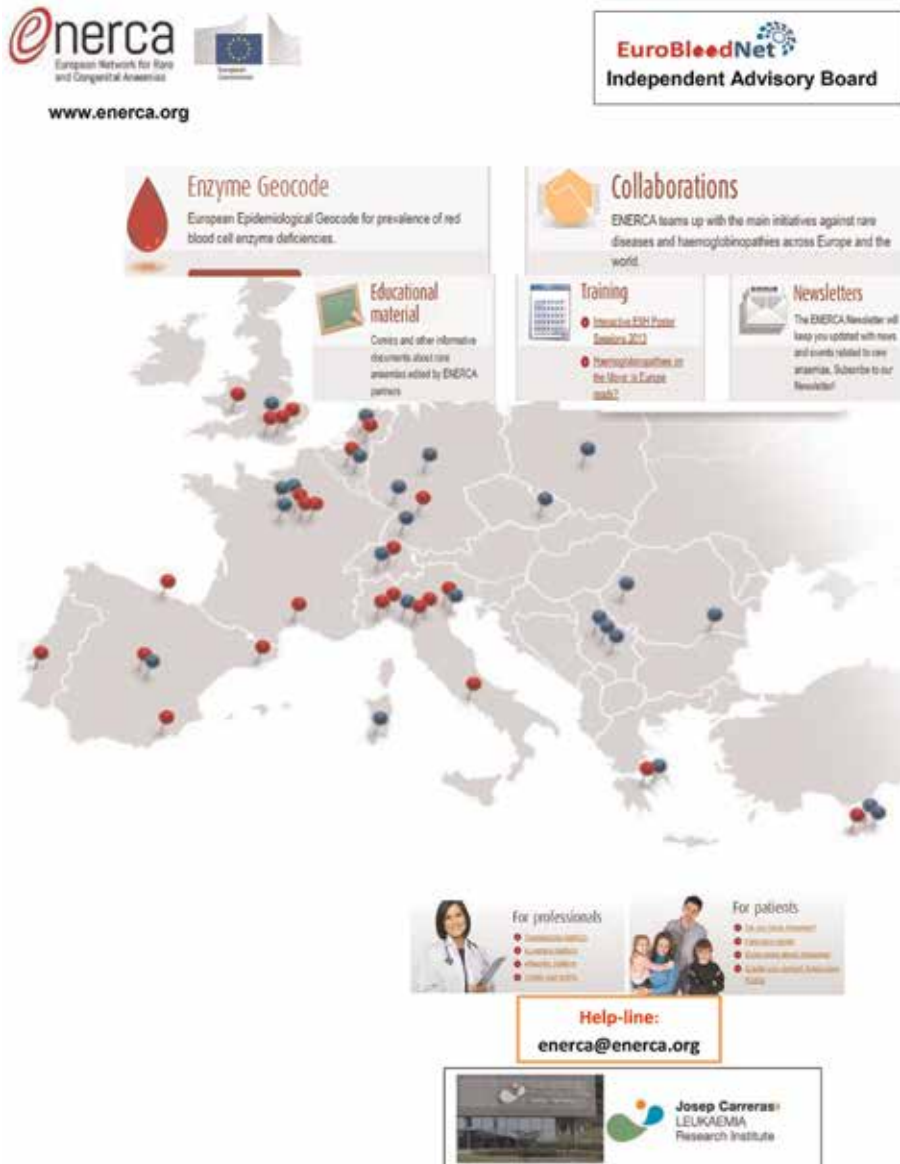 enerca
European Network for Rare
and Congenital Anaemias
European
Commission
www.enerca.org
EuroBloodNet
Independent Advisory Board
Enzyme Geocode
European Epidemiological Geocode for prevalence of red
blood cell enzyme deficiencies.
Collaborations
ENERCA teams up with the main initiatives against rare
diseases and haemoglobinopathies across Europe and the
world.
Educational
material
Comics and other informative
documents about rare
anaemias edited by ENERCA
partners
Training
Interactive ESH Poster
Sessions 2013
Haemoglobinopathies on
the Move: is Europe
ready?
Newsletters
The ENERCA Newsletter will
keep you updated with news
and events related to rare
anaemias. Subscribe to our
Newsletter!
For professionals
For patients
Help-line:
enerca@enerca.org
Josep Carreras
LEUKAEMIA
Research Institute